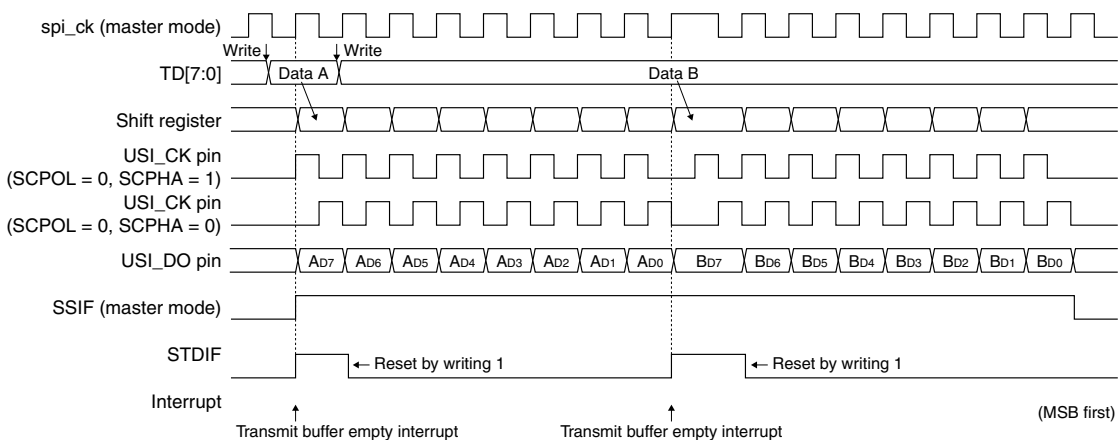 spi_ck (master mode)
Write Write
TD[7:0] Data A Data B
Shift register
USI_CK pin
(SCPOL = 0, SCPHA = 1)
USI_CK pin
(SCPOL = 0, SCPHA = 0)
USI_DO pin AD7 AD6 AD5 AD4 AD3 AD2 AD1 AD0 BD7 BD6 BD5 BD4 BD3 BD2 BD1 BD0
SSIF (master mode)
STDIF Reset by writing 1 Reset by writing 1
Interrupt (MSB first)
Transmit buffer empty interrupt Transmit buffer empty interrupt